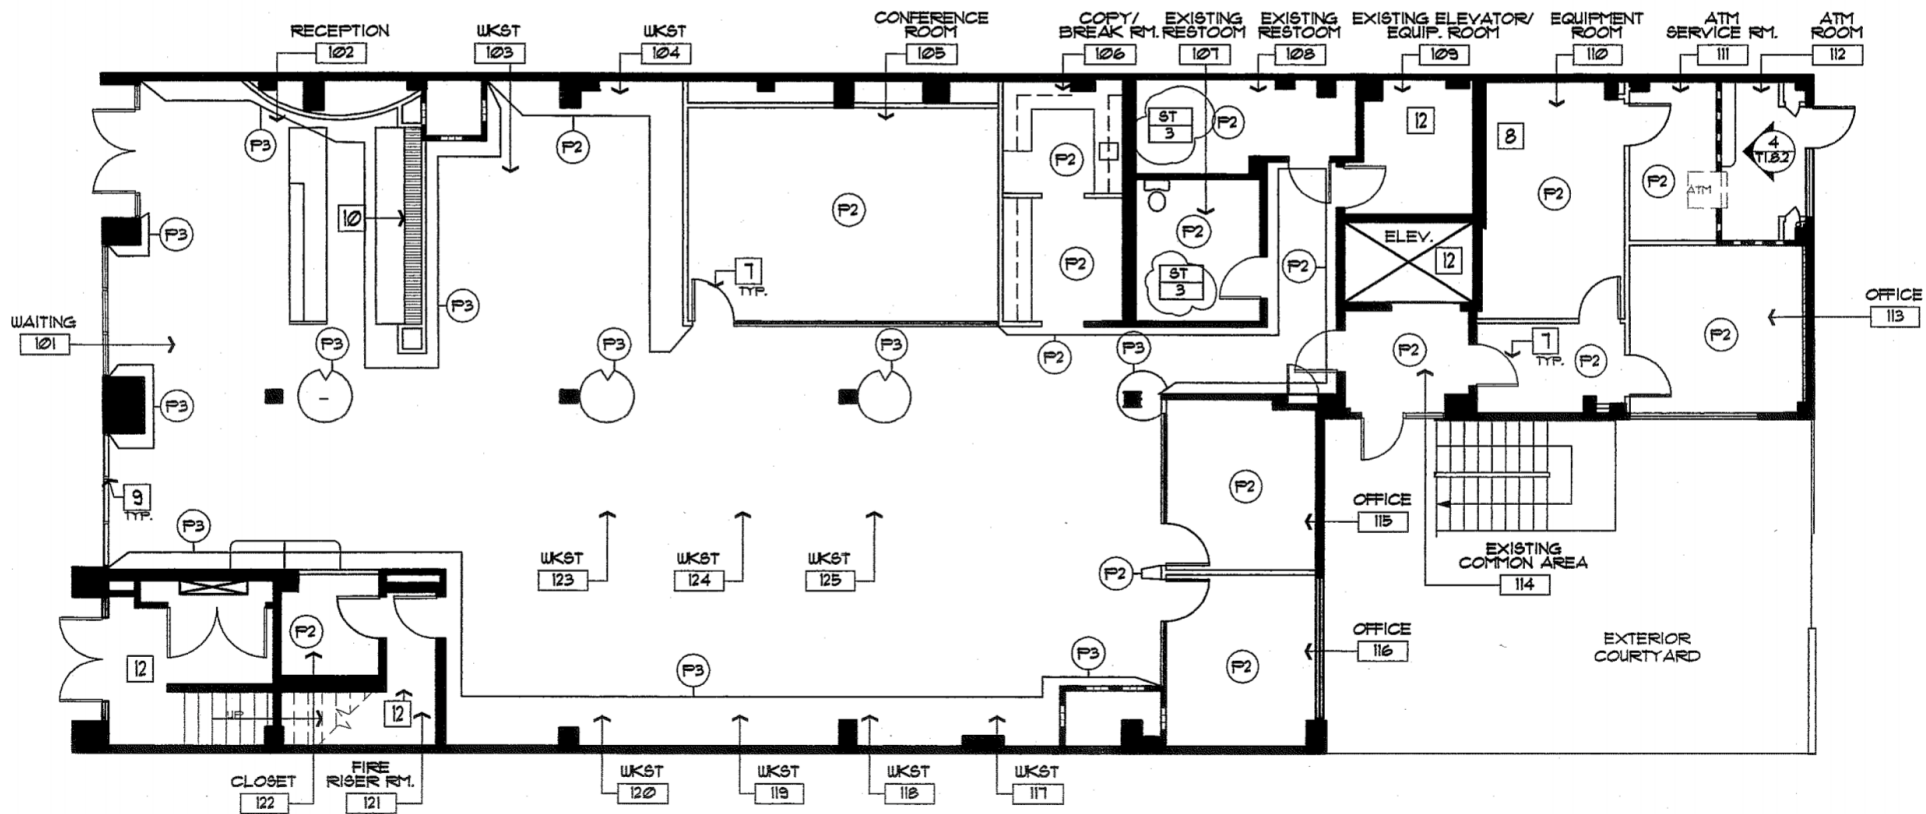 RECEPTION
102
WKST
103
WKST
104
CONFERENCE
ROOM
105
COPY/
BREAK RM.
106
EXISTING
RESTOOM
107
EXISTING
RESTOOM
108
EXISTING ELEVATOR/
EQUIP. ROOM
109
EQUIPMENT
ROOM
110
ATM
SERVICE RM.
111
ATM
ROOM
112
P3
P2
P2
ST
3
P2
12
8
4
T1.8.2
P2
P2
ATM
10
P3
P2
P2
ELEV.
12
P2
P2
ST
3
7
TYP.
P3
OFFICE
113
WAITING
101
P3
P3
P3
P2
P3
P2
7
TYP.
P2
P2
P3
9
TYP.
P3
P2
OFFICE
115
WKST
123
WKST
124
WKST
125
P2
EXISTING
COMMON AREA
114
P2
12
P3
P3
P2
OFFICE
116
EXTERIOR
COURTYARD
UP
12
CLOSET
122
FIRE
RISER RM.
121
WKST
120
WKST
119
WKST
118
WKST
117